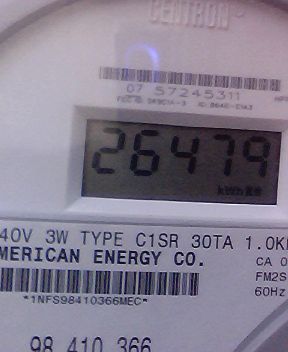 CENTRON
07 57245311
26479
kWh
40V 3W TYPE C1SR 30TA 1.0K
MERICAN ENERGY CO.
CA 0
FM2S
*1NFS98410366MEC*
60Hz
98 410 366